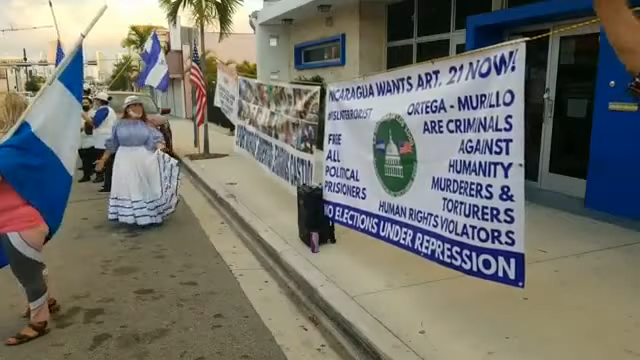 NICARAGUA WANTS ART. 21 NOW!
#ISLTERRORIST
FREE
ALL
POLITICAL
PRISIONERS
ORTEGA - MURILLO
ARE CRIMINALS
AGAINST
HUMANITY
MURDERERS &
TORTURERS
HUMAN RIGHTS VIOLATORS
NO ELECTIONS UNDER REPRESSION